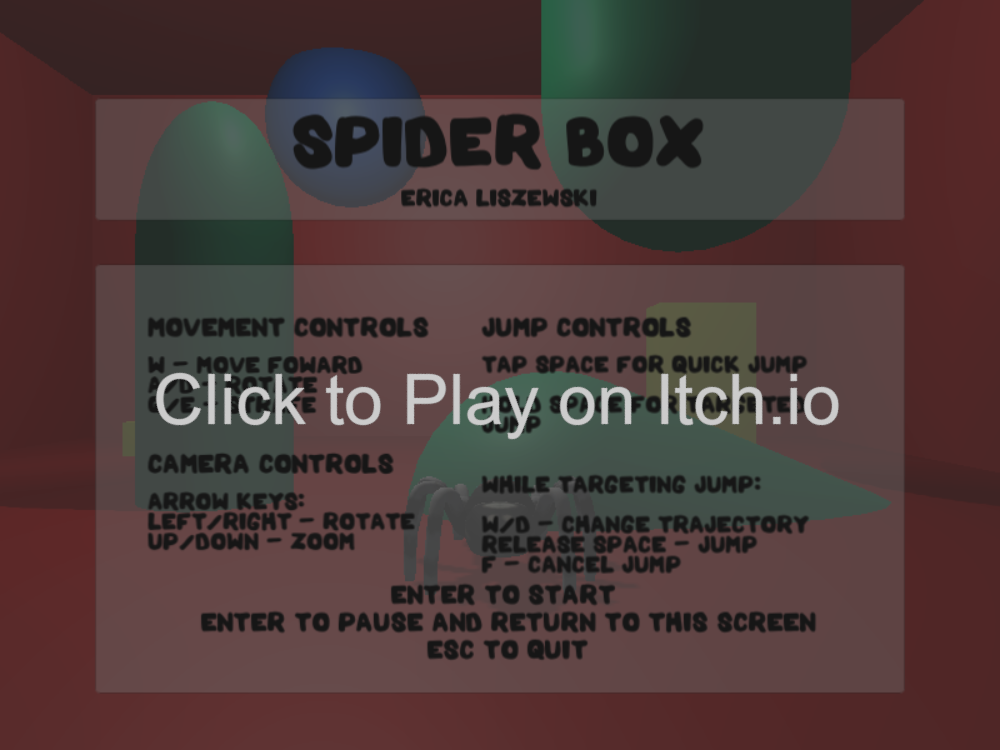 SPIDER BOX
ERICA LISZEWSKI
MOVEMENT CONTROLS
W - MOVE FOWARD
A/D - ROTATE
Q/E - STRAFE
CAMERA CONTROLS
ARROW KEYS:
LEFT/RIGHT - ROTATE
UP/DOWN - ZOOM
JUMP CONTROLS
TAP SPACE FOR QUICK JUMP
HOLD SPACE FOR TARGETED
JUMP
WHILE TARGETING JUMP:
W/D - CHANGE TRAJECTORY
RELEASE SPACE - JUMP
F - CANCEL JUMP
Click to Play on Itch.io
ENTER TO START
ENTER TO PAUSE AND RETURN TO THIS SCREEN
ESC TO QUIT